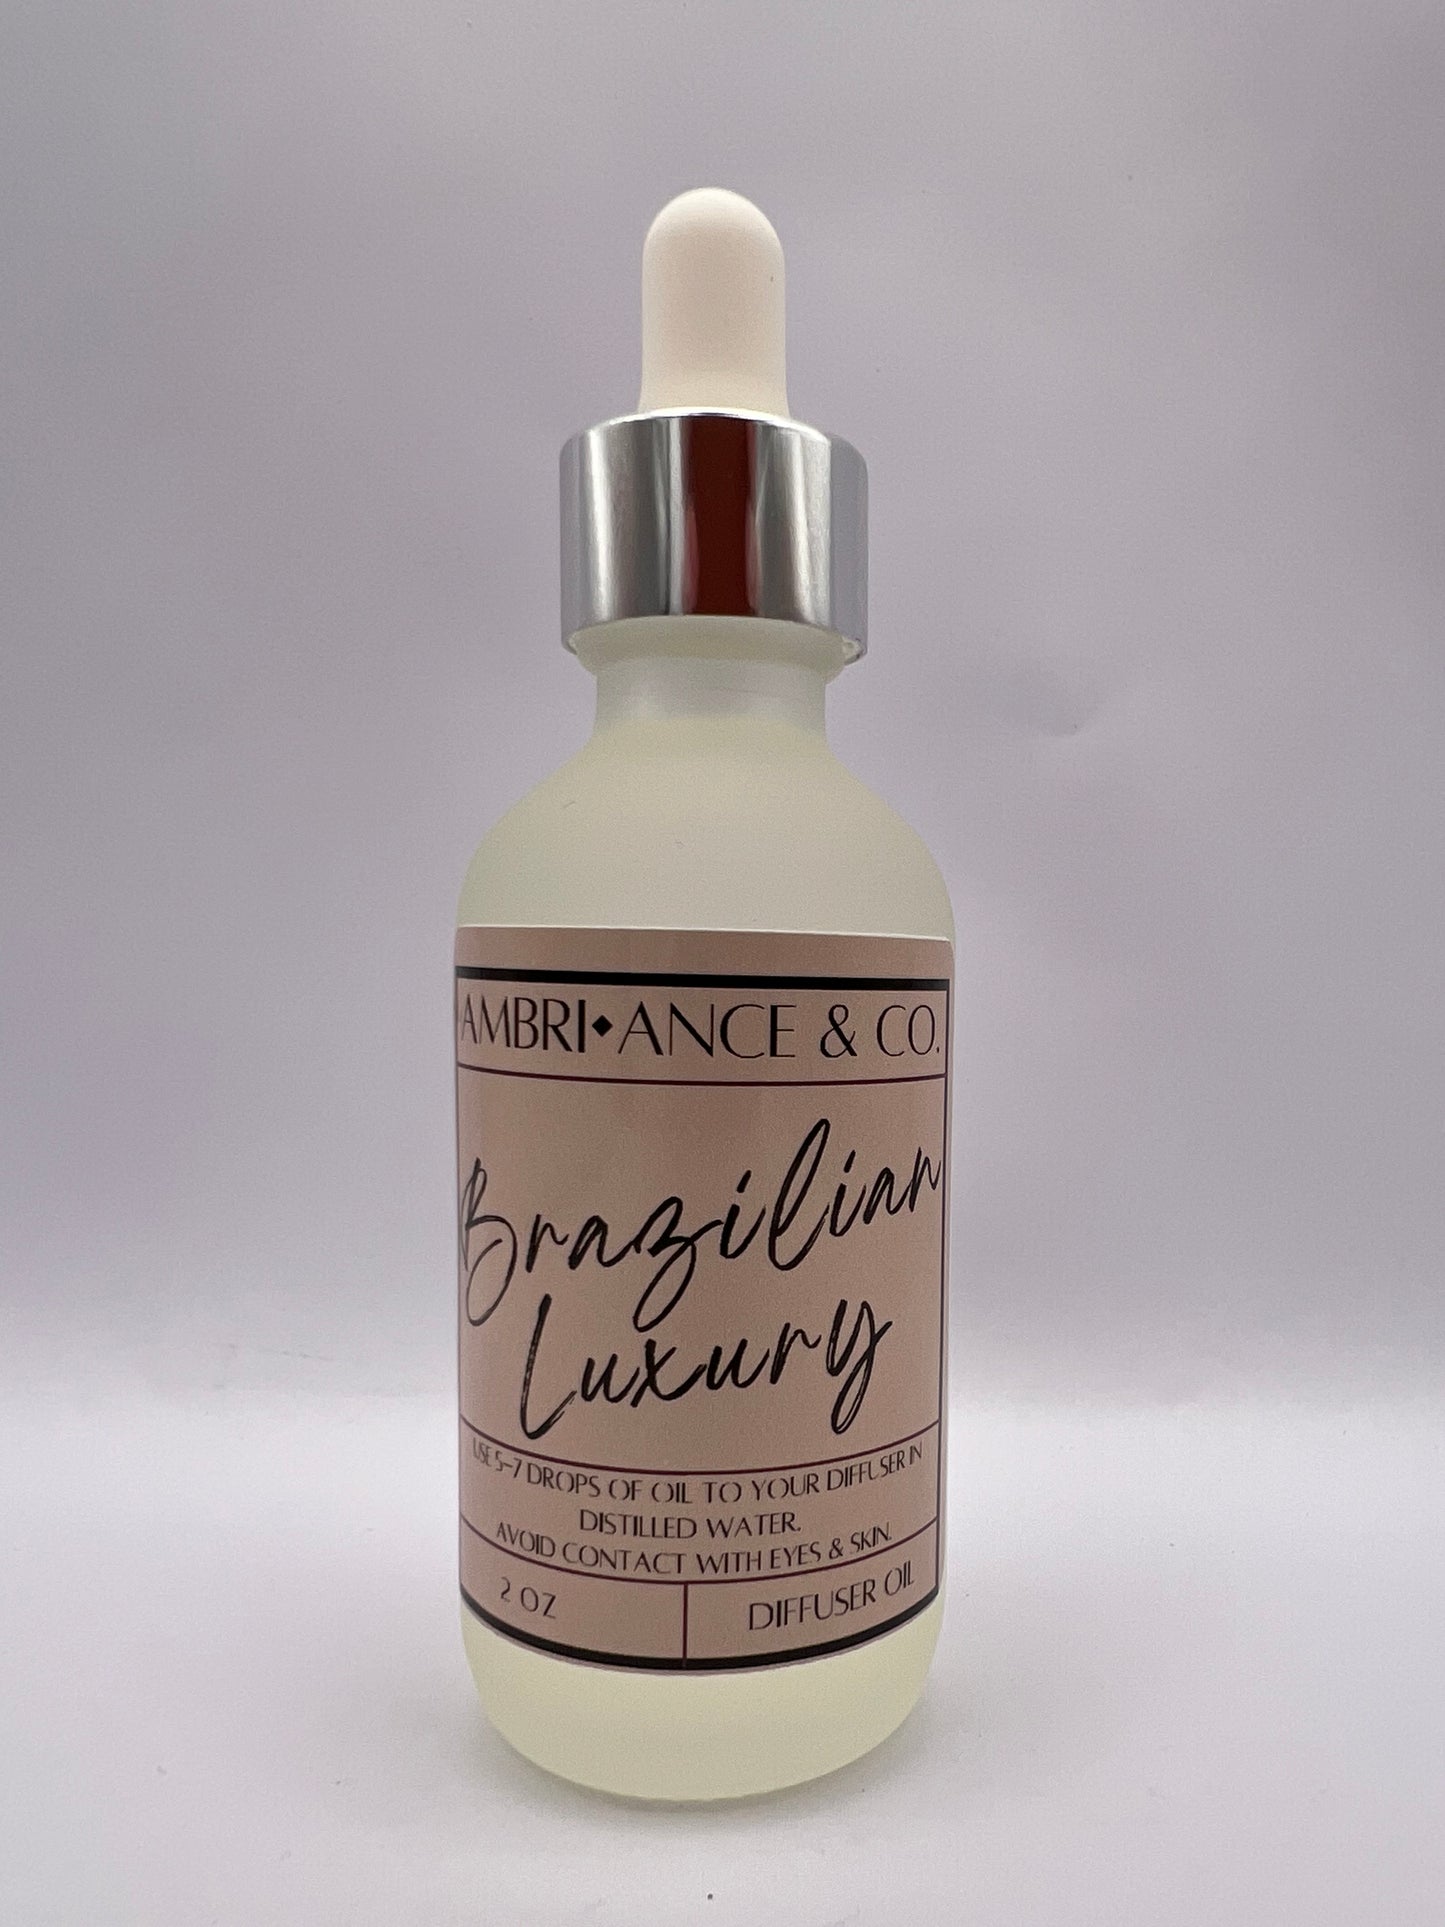 AMBRI◆ANCE & CO.
Brazilian
Luxury
USE 5-7 DROPS OF OIL TO YOUR DIFFUSER IN
DISTILLED WATER.
AVOID CONTACT WITH EYES & SKIN.
2 OZ
DIFFUSER OIL